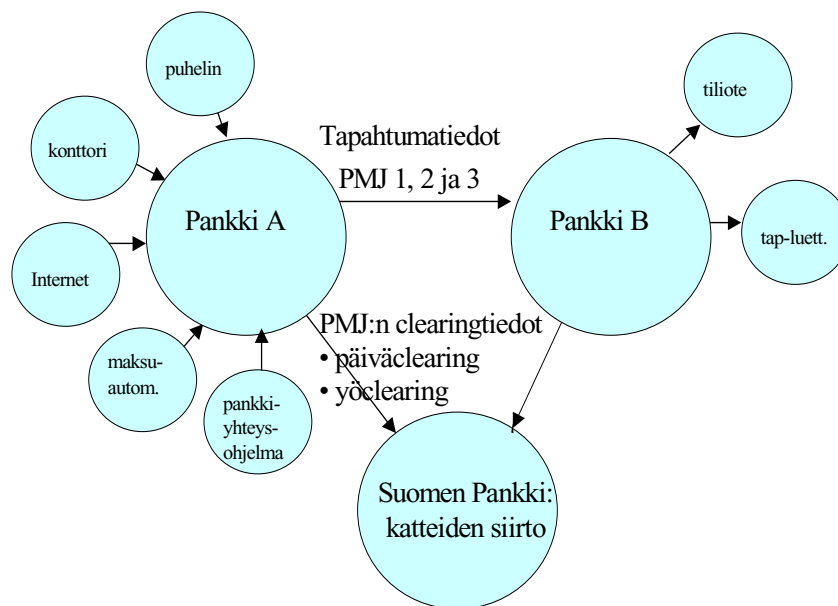 puhelin
konttori
Internet
maksu-
autom.
pankki-
yhteys-
ohjelma
Pankki A
Tapahtumatiedot
PMJ 1, 2 ja 3
Pankki B
tiliote
tap-luett.
PMJ:n clearingtiedot
• päiväclearing
• yöclearing
Suomen Pankki:
katteiden siirto